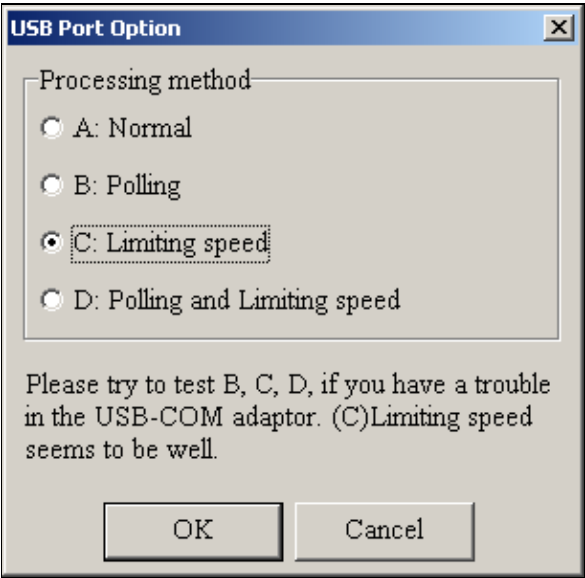 USB Port Option
Processing method
A: Normal
B: Polling
C: Limiting speed
D: Polling and Limiting speed
Please try to test B, C, D, if you have a trouble
in the USB-COM adaptor. (C)Limiting speed
seems to be well.
OK
Cancel